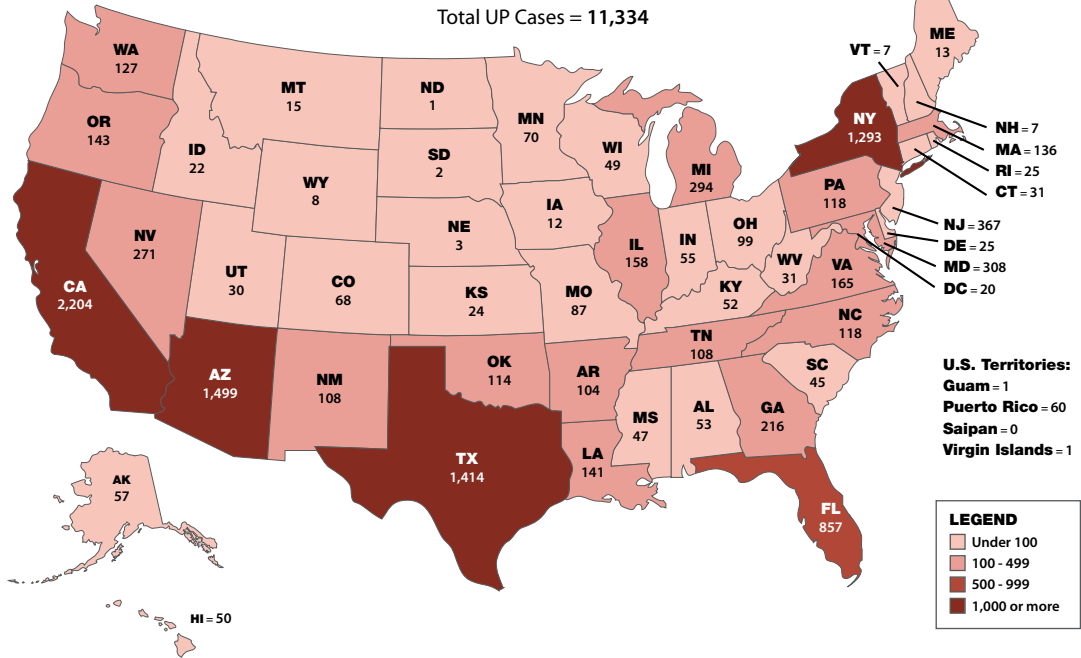 Total UP Cases = 11,334
WA
127
OR
143
ID
22
MT
15
ND
1
MN
70
SD
2
WI
49
WY
8
MI
294
NY
1,293
VT = 7
ME
13
NH = 7
MA = 136
RI = 25
CT = 31
NJ = 367
DE = 25
MD = 308
DC = 20
PA
118
NV
271
UT
30
CO
68
NE
3
IA
12
IL
158
IN
55
OH
99
WV
31
VA
165
CA
2,204
KS
24
MO
87
KY
52
NC
118
TN
108
AZ
1,499
NM
108
OK
114
AR
104
SC
45
MS
47
AL
53
GA
216
TX
1,414
LA
141
FL
857
AK
57
HI = 50
U.S. Territories:
Guam = 1
Puerto Rico = 60
Saipan = 0
Virgin Islands = 1
LEGEND
Under 100
100 - 499
500 - 999
1,000 or more